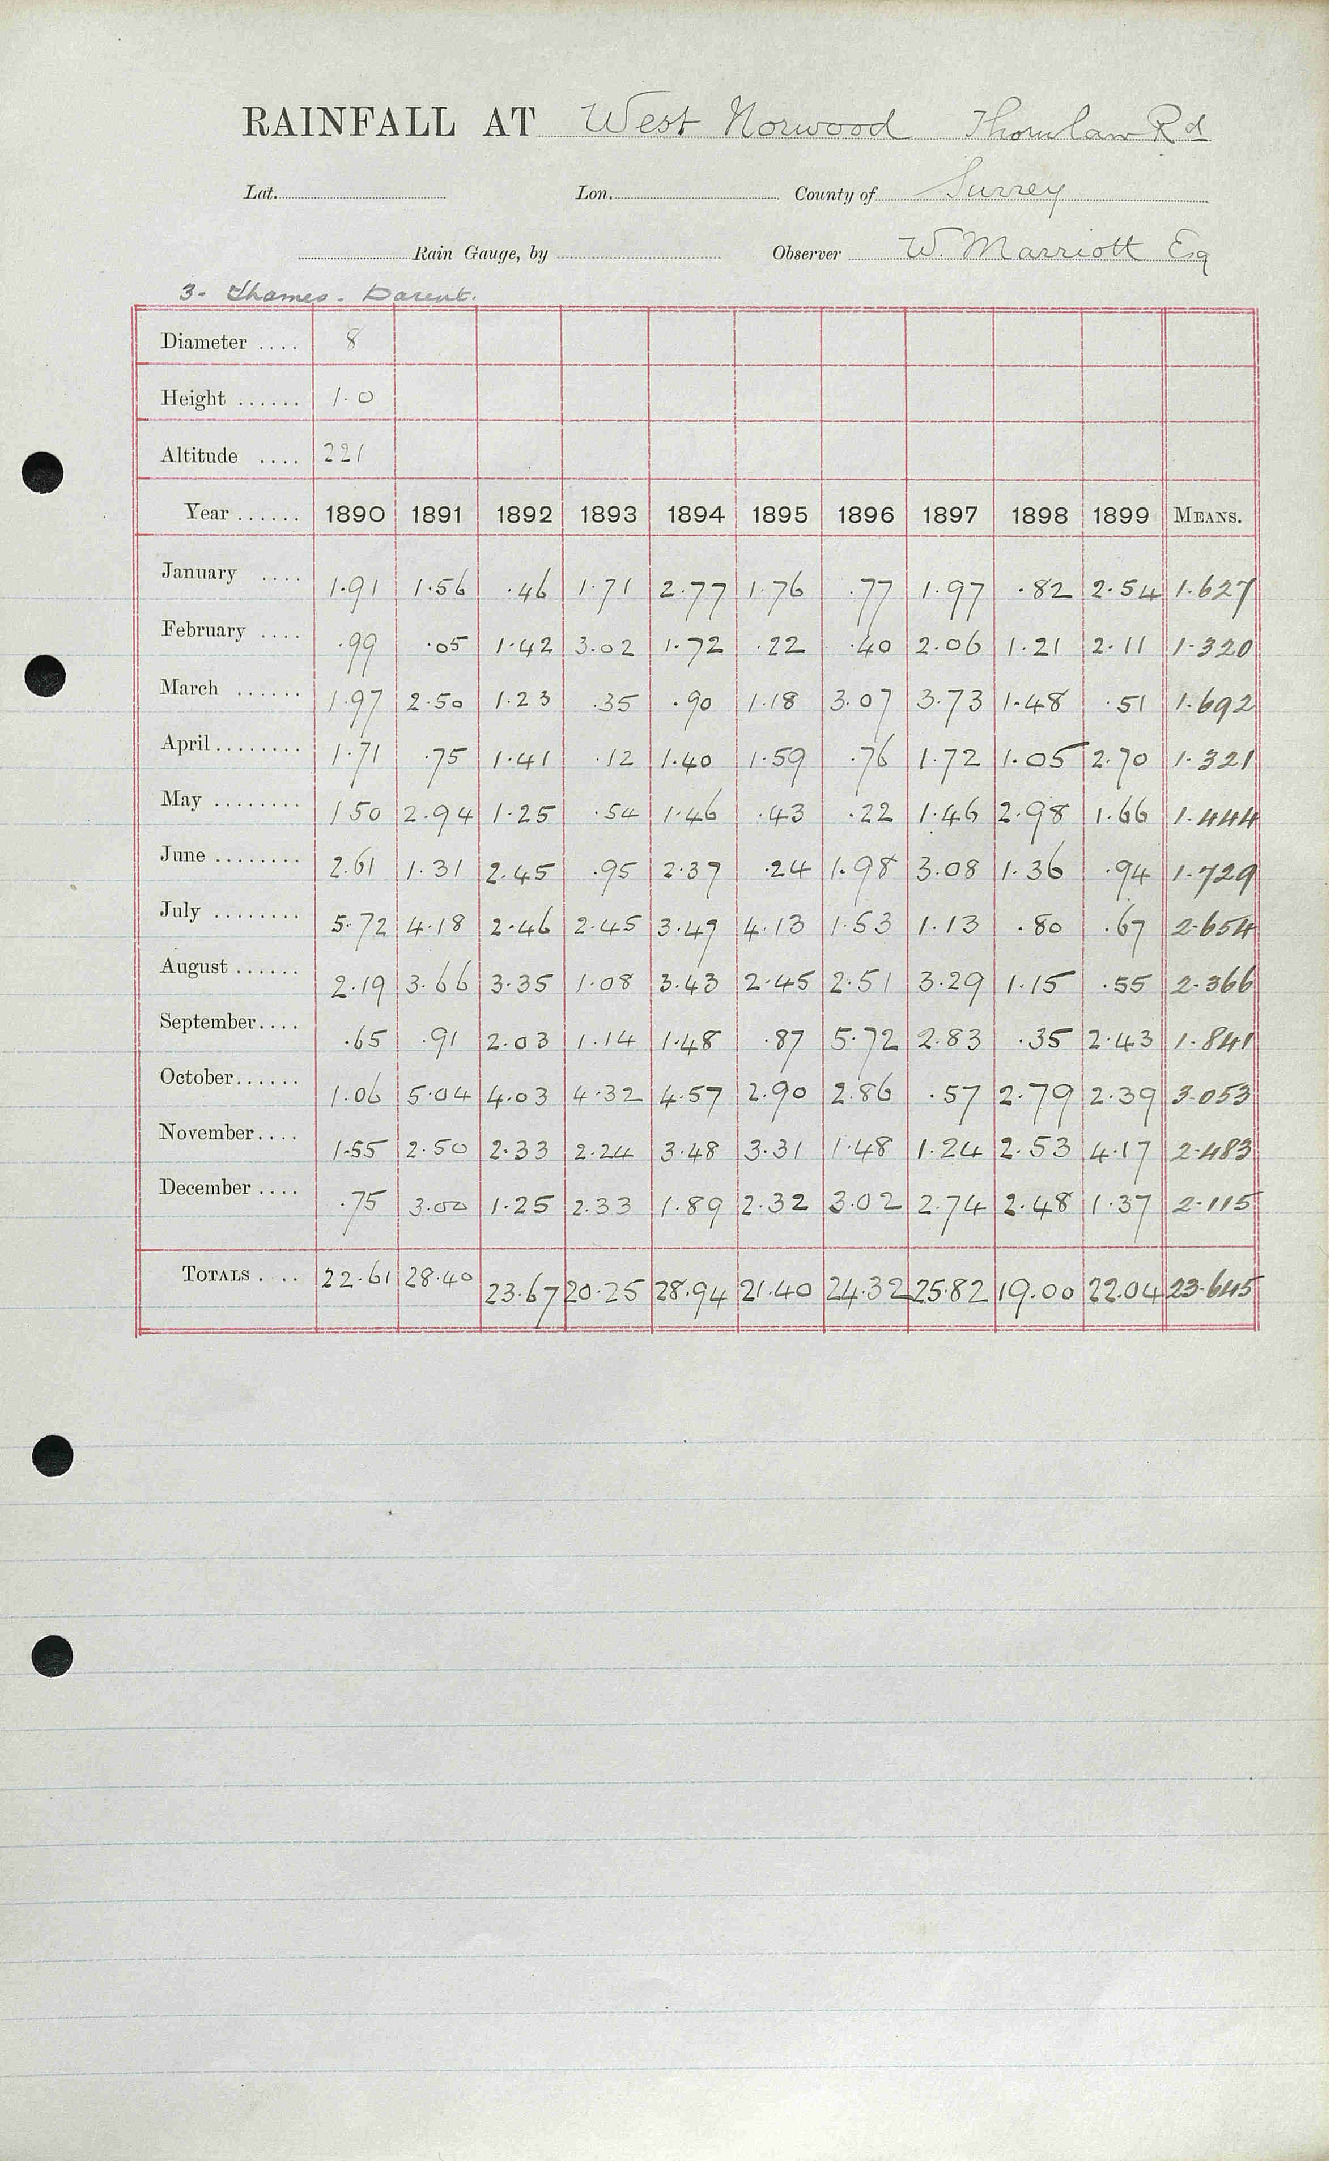 RAINFALL AT West Norwood Thornlaw Rd
Lat. Lon. County of Surrey
Rain Gauge, by Observer W. Marriott Esq
3- Thames. Darent.
Diameter .... 8
Height ...... 1.0
Altitude .... 221
Year ...... 1890 1891 1892 1893 1894 1895 1896 1897 1898 1899 MEANS.
January .... 1.91 1.56 .46 1.71 2.77 1.76 .77 1.97 .82 2.54 1.627
February .... .99 .05 1.42 3.02 1.72 .22 .40 2.06 1.21 2.11 1.320
March ...... 1.97 2.50 1.23 .35 .90 1.18 3.07 3.73 1.48 .51 1.692
April ........ 1.71 .75 1.41 .12 1.40 1.59 .76 1.72 1.05 2.70 1.321
May ........ 1 50 2.94 1.25 .54 1.46 .43 .22 1.46 2.98 1.66 1.444
June ........ 2.61 1.31 2.45 .95 2.37 .24 1.98 3.08 1.36 .94 1.729
July ........ 5.72 4.18 2.46 2.45 3.47 4.13 1.53 1.13 .80 .67 2.654
August ...... 2.19 3.66 3.35 1.08 3.43 2.45 2.51 3.29 1.15 .55 2.366
September .... .65 .91 2.03 1.14 1.48 .87 5.72 2.83 .35 2.43 1.841
October ...... 1.06 5.04 4.03 4.32 4.57 2.90 2.86 .57 2.79 2.39 3.053
November .... 1.55 2.50 2.33 2.24 3.48 3.31 1.48 1.24 2.53 4.17 2.483
December .... .75 3.00 1.25 2.33 1.89 2.32 3.02 2.74 2.48 1.37 2.115
TOTALS .... 22.61 28.40 23.67 20.25 28.94 21.40 24.32 25.82 19.00 22.04 23.645